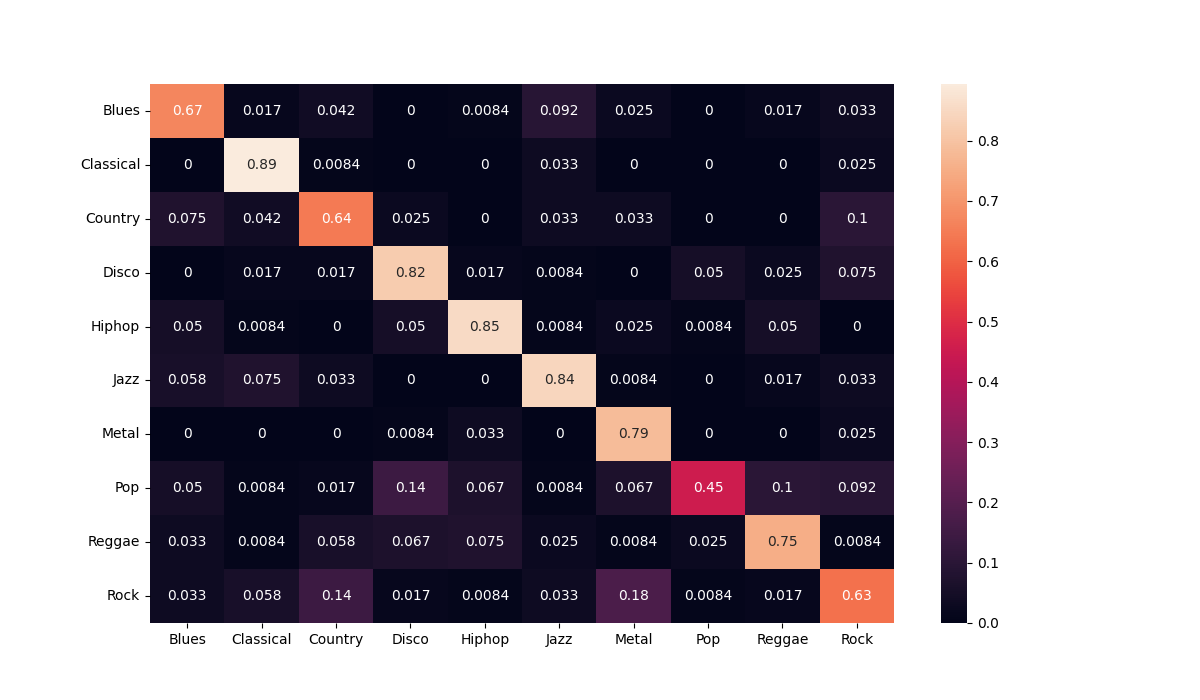 Blues 0.67 0.017 0.042 0 0.0084 0.092 0.025 0 0.017 0.033
Classical 0 0.89 0.0084 0 0 0.033 0 0 0 0.025 0.8
Country 0.075 0.042 0.64 0.025 0 0.033 0.033 0 0 0.1 0.7
Disco 0 0.017 0.017 0.82 0.017 0.0084 0 0.05 0.025 0.075 0.6
Hiphop 0.05 0.0084 0 0.05 0.85 0.0084 0.025 0.0084 0.05 0 0.5
Jazz 0.058 0.075 0.033 0 0 0.84 0.0084 0 0.017 0.033 0.4
Metal 0 0 0 0.0084 0.033 0 0.79 0 0 0.025 0.3
Pop 0.05 0.0084 0.017 0.14 0.067 0.0084 0.067 0.45 0.1 0.092 0.2
Reggae 0.033 0.0084 0.058 0.067 0.075 0.025 0.0084 0.025 0.75 0.0084 0.1
Rock 0.033 0.058 0.14 0.017 0.0084 0.033 0.18 0.0084 0.017 0.63 0.0
Blues Classical Country Disco Hiphop Jazz Metal Pop Reggae Rock